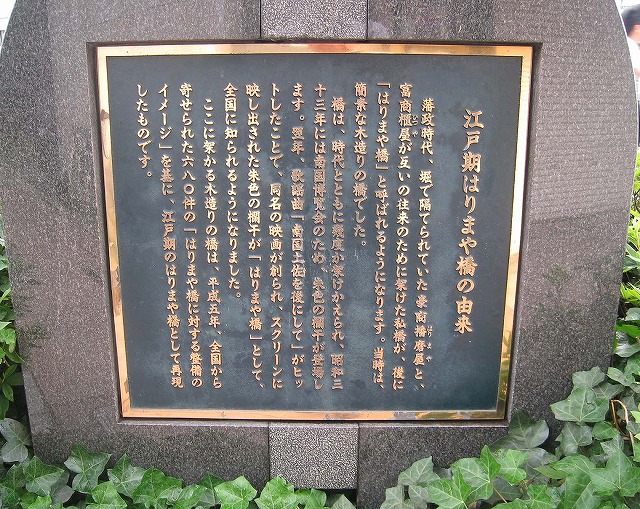 江戸期はりまや橋の由来
藩政時代、堀で隔てられていた豪商播磨屋と、
はりまや
富商櫃屋が互いの往来のために架けた私橋が、後に
ひつや
「はりまや橋」と呼ばれるようになります。当時は、
簡素な木造りの橋でした。
橋は、時代とともに幾度か架けかえられ、昭和三
十三年には南国博覧会のため、朱色の欄干が登場し
ます。翌年、歌謡曲「南国土佐を後にして」がヒッ
トしたことで、同名の映画が創られ、スクリーンに
映し出された朱色の欄干が「はりまや橋」として、
全国に知られるようになりました。
ここに架かる木造りの橋は、平成五年、全国から
寄せられた六八〇件の「はりまや橋に対する整備の
イメージ」を基に、江戸期のはりまや橋として再現
したものです。